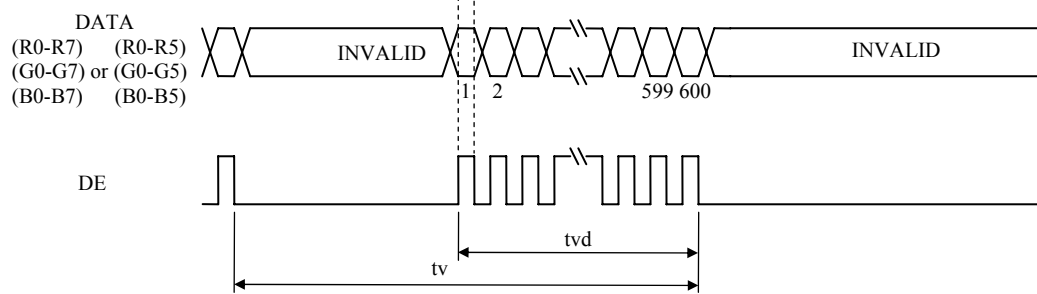 DATA
(R0-R7) (R0-R5)
(G0-G7) or (G0-G5)
(B0-B7) (B0-B5)
INVALID
INVALID
1 2 599 600
DE
tvd
tv